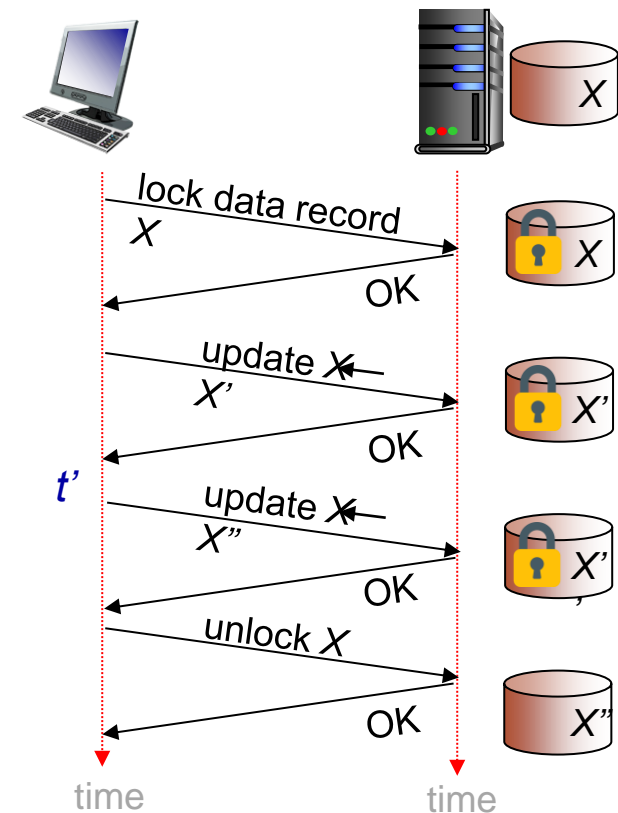 X
lock data record
X
X
OK
update X ←
X’
X’
OK
t’
update X ←
X”
X’
’
OK
unlock X
X”
OK
time
time